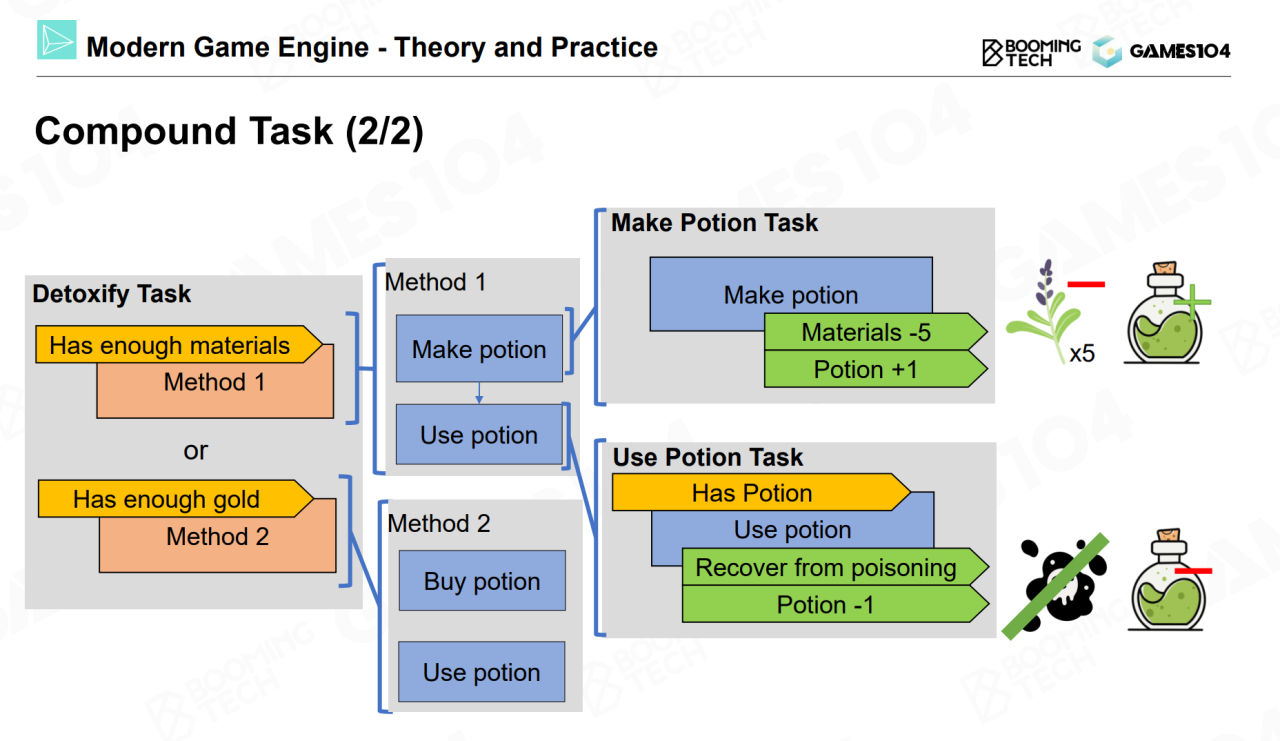 Modern Game Engine - Theory and Practice
BOOMING
TECH
GAMES104
Compound Task (2/2)
Detoxify Task
Has enough materials
Method 1
or
Has enough gold
Method 2
Method 1
Make potion
Use potion
Method 2
Buy potion
Use potion
Make Potion Task
Make potion
Materials -5
Potion +1
x5
Use Potion Task
Has Potion
Use potion
Recover from poisoning
Potion -1